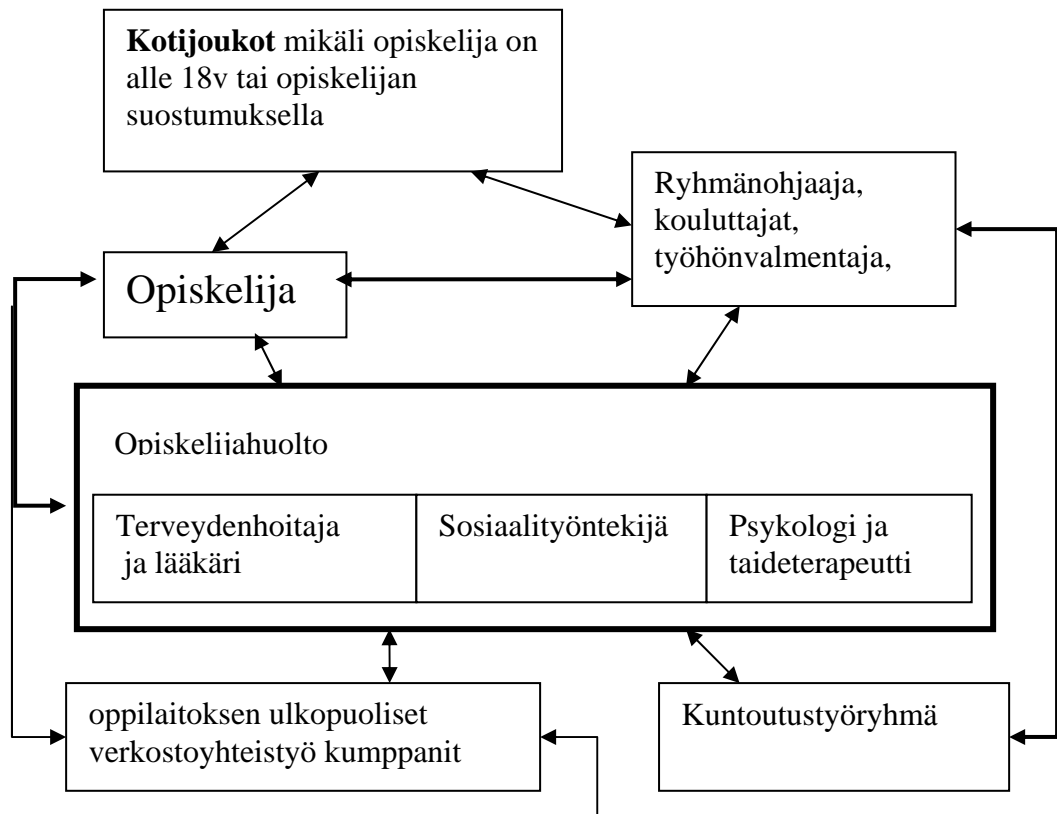 Kotijoukot mikäli opiskelija on
alle 18v tai opiskelijan
suostumuksella
Ryhmänohjaaja,
kouluttajat,
työhönvalmentaja,
Opiskelija
Opiskelijahuolto
Terveydenhoitaja
ja lääkäri
Sosiaalityöntekijä
Psykologi ja
taideterapeutti
oppilaitoksen ulkopuoliset
verkostoyhteistyö kumppanit
Kuntoutustyöryhmä